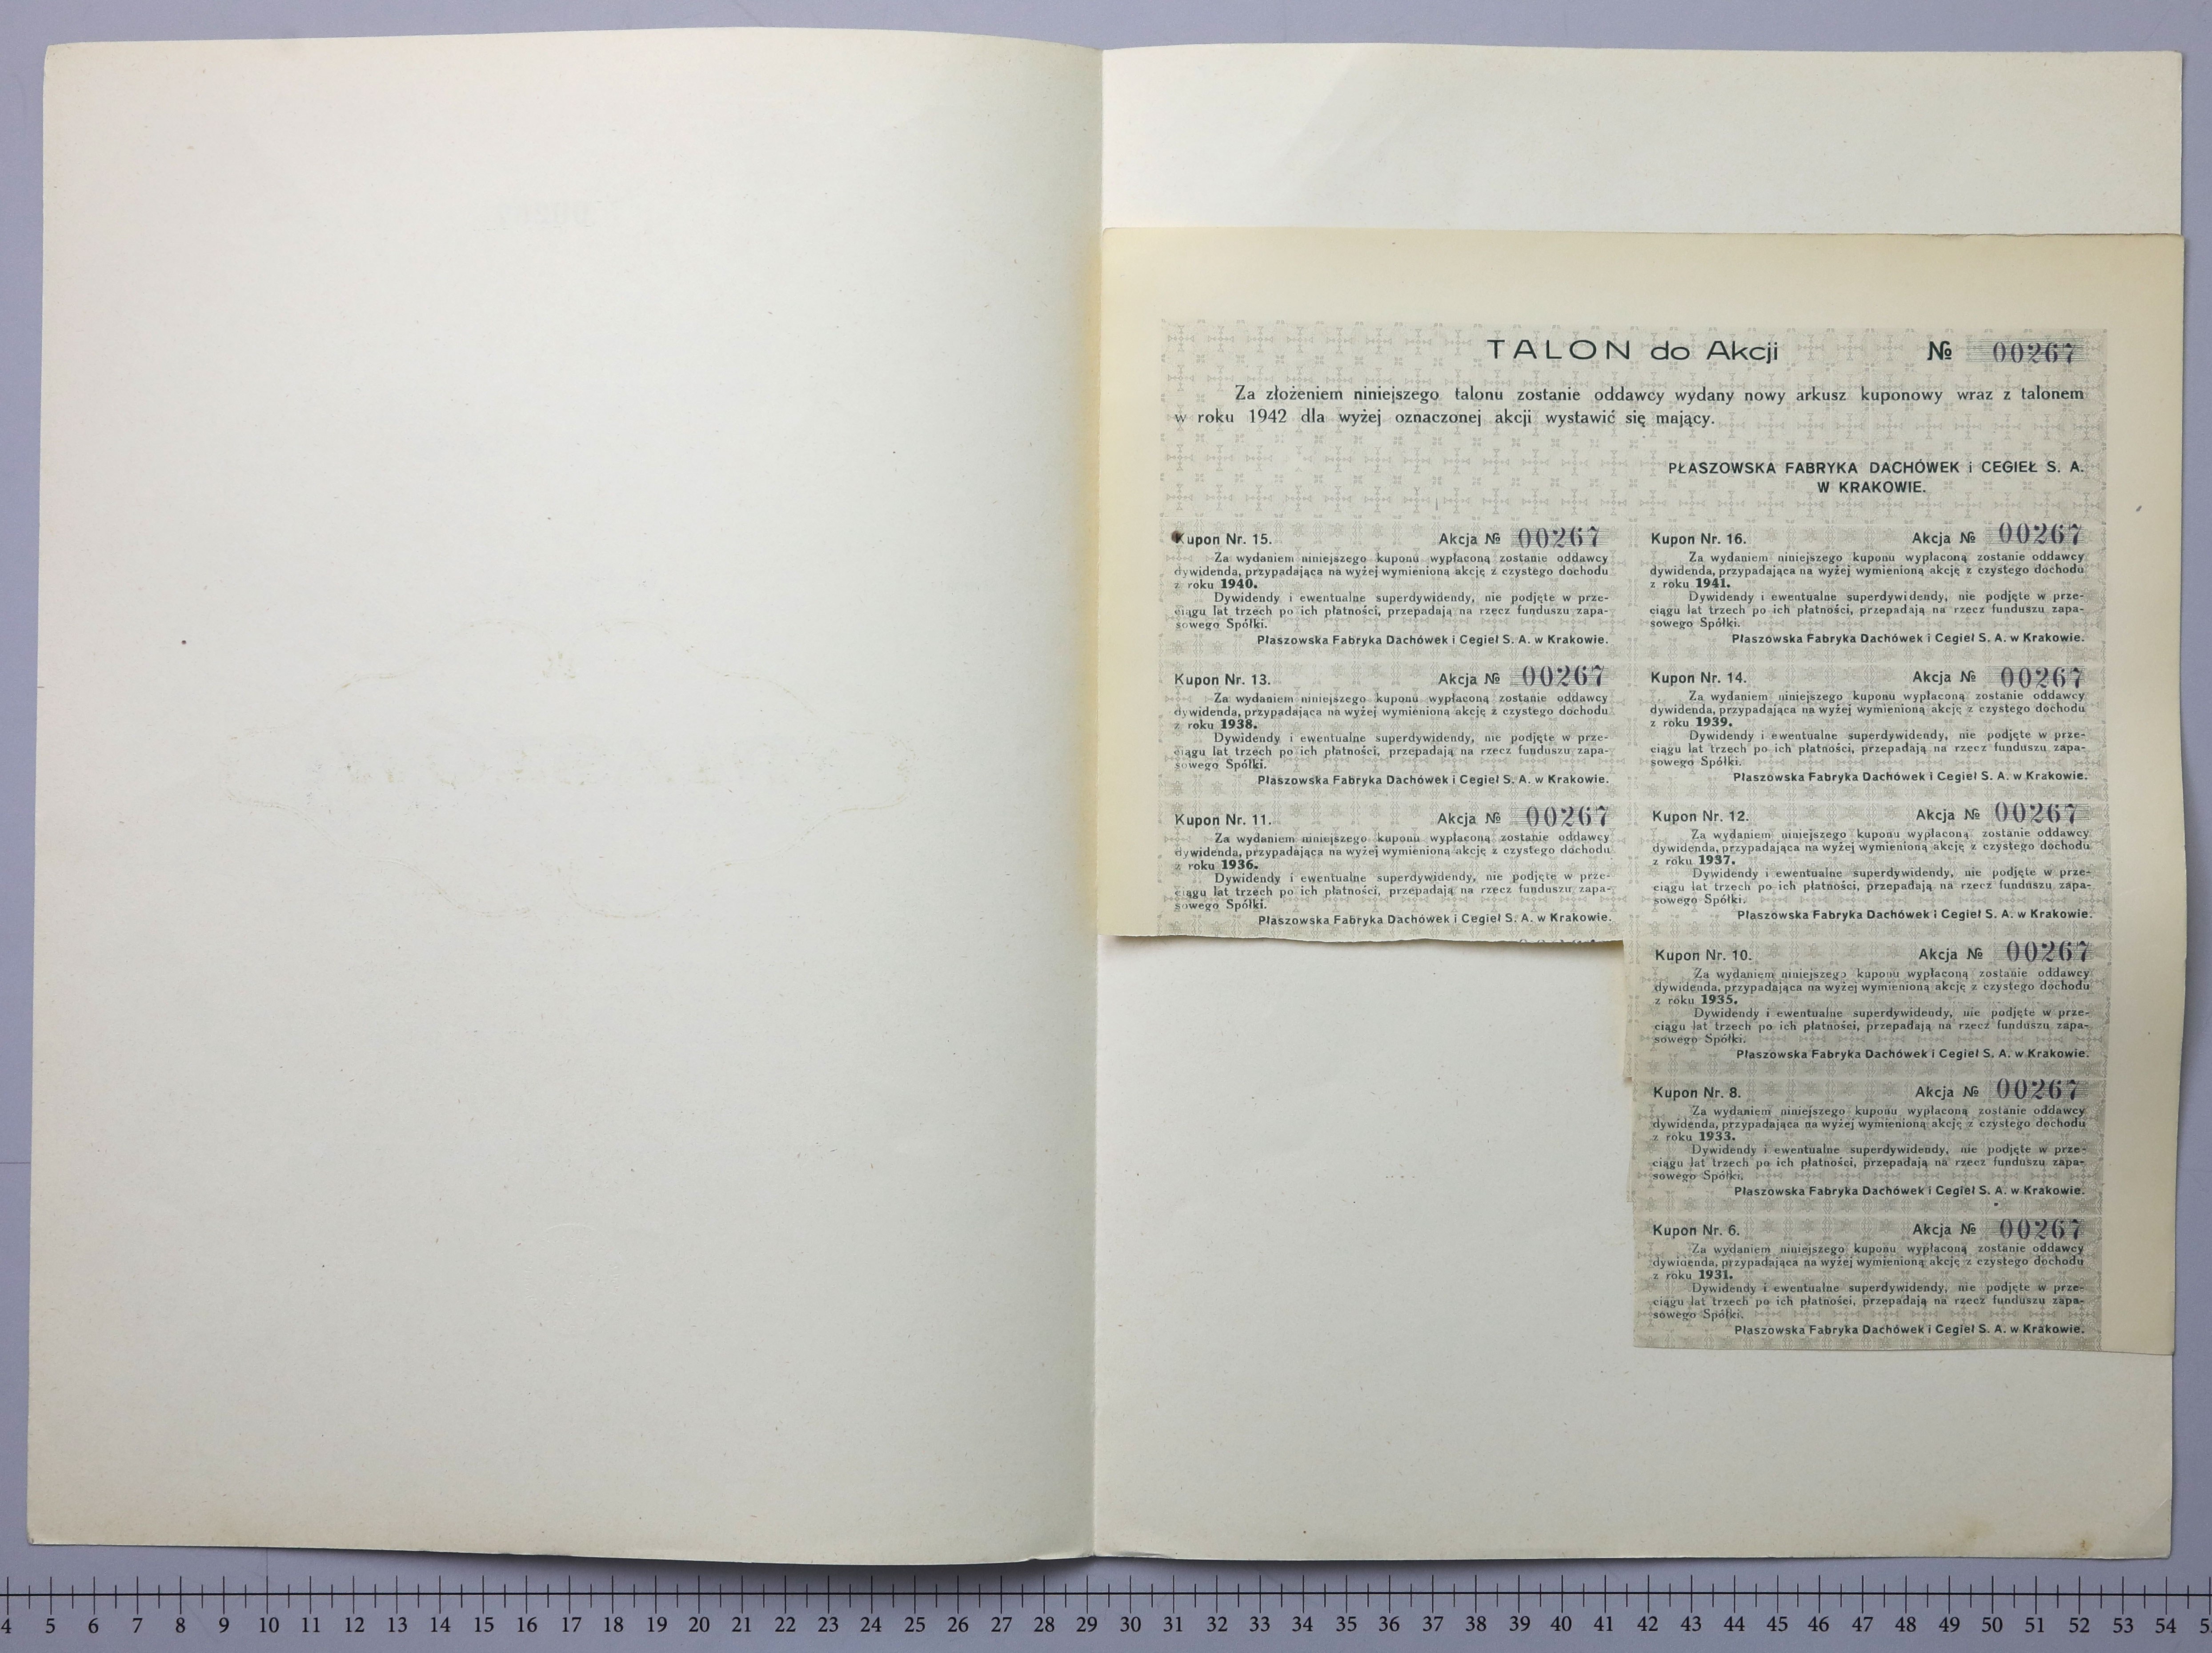 TALON do Akcji № 00267
Za złożeniem niniejszego talonu zostanie oddawcy wydany nowy arkusz kuponowy wraz z talonem
w roku 1942 dla wyżej oznaczonej akcji wystawić się mający.
PŁASZOWSKA FABRYKA DACHÓWEK i CEGIEŁ S. A.
W KRAKOWIE.
Kupon Nr. 15. Akcja № 00267
Za wydaniem niniejszego kuponu wypłaconą zostanie oddawcy
dywidenda, przypadająca na wyżej wymienioną akcję z czystego dochodu
z roku 1940.
Dywidendy i ewentualne superdywidendy, nie podjęte w prze-
ciągu lat trzech po ich płatności, przepadają na rzecz funduszu zapa-
sowego Spółki.
Płaszowska Fabryka Dachówek i Cegieł S. A. w Krakowie.
Kupon Nr. 16. Akcja № 00267
Za wydaniem niniejszego kuponu wypłaconą zostanie oddawcy
dywidenda, przypadająca na wyżej wymienioną akcję z czystego dochodu
z roku 1941.
Dywidendy i ewentualne superdywidendy, nie podjęte w prze-
ciągu lat trzech po ich płatności, przepadają na rzecz funduszu zapa-
sowego Spółki.
Płaszowska Fabryka Dachówek i Cegieł S. A. w Krakowie.
Kupon Nr. 13. Akcja № 00267
Za wydaniem niniejszego kuponu wypłaconą zostanie oddawcy
dywidenda, przypadająca na wyżej wymienioną akcję z czystego dochodu
z roku 1938.
Dywidendy i ewentualne superdywidendy, nie podjęte w prze-
ciągu lat trzech po ich płatności, przepadają na rzecz funduszu zapa-
sowego Spółki.
Płaszowska Fabryka Dachówek i Cegieł S. A. w Krakowie.
Kupon Nr. 14. Akcja № 00267
Za wydaniem niniejszego kuponu wypłaconą zostanie oddawcy
dywidenda, przypadająca na wyżej wymienioną akcję z czystego dochodu
z roku 1939.
Dywidendy i ewentualne superdywidendy, nie podjęte w prze-
ciągu lat trzech po ich płatności, przepadają na rzecz funduszu zapa-
sowego Spółki.
Płaszowska Fabryka Dachówek i Cegieł S. A. w Krakowie.
Kupon Nr. 11. Akcja № 00267
Za wydaniem niniejszego kuponu wypłaconą zostanie oddawcy
dywidenda, przypadająca na wyżej wymienioną akcję z czystego dochodu
z roku 1936.
Dywidendy i ewentualne superdywidendy, nie podjęte w prze-
ciągu lat trzech po ich płatności, przepadają na rzecz funduszu zapa-
sowego Spółki.
Płaszowska Fabryka Dachówek i Cegieł S. A. w Krakowie.
Kupon Nr. 12. Akcja № 00267
Za wydaniem niniejszego kuponu wypłaconą zostanie oddawcy
dywidenda, przypadająca na wyżej wymienioną akcję z czystego dochodu
z roku 1937.
Dywidendy i ewentualne superdywidendy, nie podjęte w prze-
ciągu lat trzech po ich płatności, przepadają na rzecz funduszu zapa-
sowego Spółki.
Płaszowska Fabryka Dachówek i Cegieł S. A. w Krakowie.
Kupon Nr. 10. Akcja № 00267
Za wydaniem niniejszego kuponu wypłaconą zostanie oddawcy
dywidenda, przypadająca na wyżej wymienioną akcję z czystego dochodu
z roku 1935.
Dywidendy i ewentualne superdywidendy, nie podjęte w prze-
ciągu lat trzech po ich płatności, przepadają na rzecz funduszu zapa-
sowego Spółki.
Płaszowska Fabryka Dachówek i Cegieł S. A. w Krakowie.
Kupon Nr. 8. Akcja № 00267
Za wydaniem niniejszego kuponu wypłaconą zostanie oddawcy
dywidenda, przypadająca na wyżej wymienioną akcję z czystego dochodu
z roku 1933.
Dywidendy i ewentualne superdywidendy, nie podjęte w prze-
ciągu lat trzech po ich płatności, przepadają na rzecz funduszu zapa-
sowego Spółki.
Płaszowska Fabryka Dachówek i Cegieł S. A. w Krakowie.
Kupon Nr. 6. Akcja № 00267
Za wydaniem niniejszego kuponu wypłaconą zostanie oddawcy
dywidenda, przypadająca na wyżej wymienioną akcję z czystego dochodu
z roku 1931.
Dywidendy i ewentualne superdywidendy, nie podjęte w prze-
ciągu lat trzech po ich płatności, przepadają na rzecz funduszu zapa-
sowego Spółki.
Płaszowska Fabryka Dachówek i Cegieł S. A. w Krakowie.
4 5 6 7 8 9 10 11 12 13 14 15 16 17 18 19 20 21 22 23 24 25 26 27 28 29 30 31 32 33 34 35 36 37 38 39 40 41 42 43 44 45 46 47 48 49 50 51 52 53 54